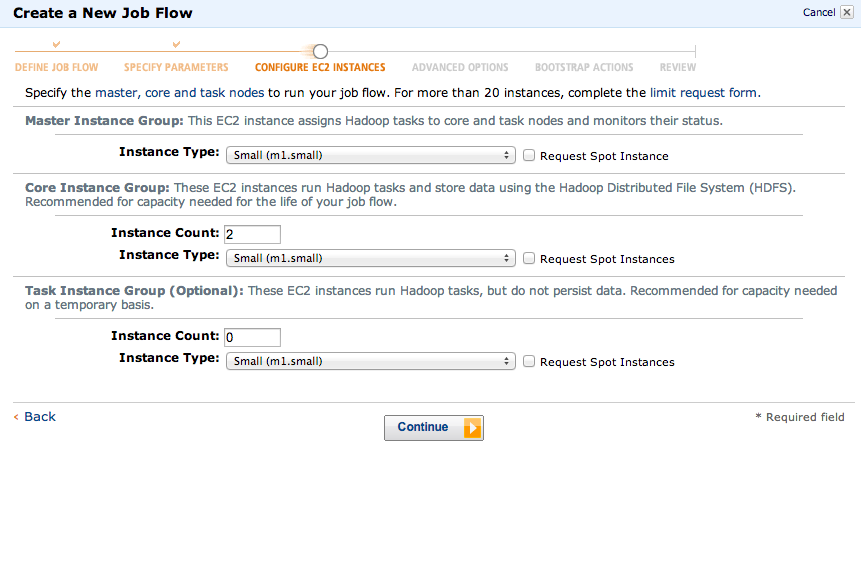 Create a New Job Flow
Cancel
DEFINE JOB FLOW
SPECIFY PARAMETERS
CONFIGURE EC2 INSTANCES
ADVANCED OPTIONS
BOOTSTRAP ACTIONS
REVIEW
Specify the master, core and task nodes to run your job flow. For more than 20 instances, complete the limit request form.
Master Instance Group: This EC2 instance assigns Hadoop tasks to core and task nodes and monitors their status.
Instance Type: Small (m1.small) Request Spot Instance
Core Instance Group: These EC2 instances run Hadoop tasks and store data using the Hadoop Distributed File System (HDFS).
Recommended for capacity needed for the life of your job flow.
Instance Count: 2
Instance Type: Small (m1.small) Request Spot Instances
Task Instance Group (Optional): These EC2 instances run Hadoop tasks, but do not persist data. Recommended for capacity needed
on a temporary basis.
Instance Count: 0
Instance Type: Small (m1.small) Request Spot Instances
Back
Continue
* Required field